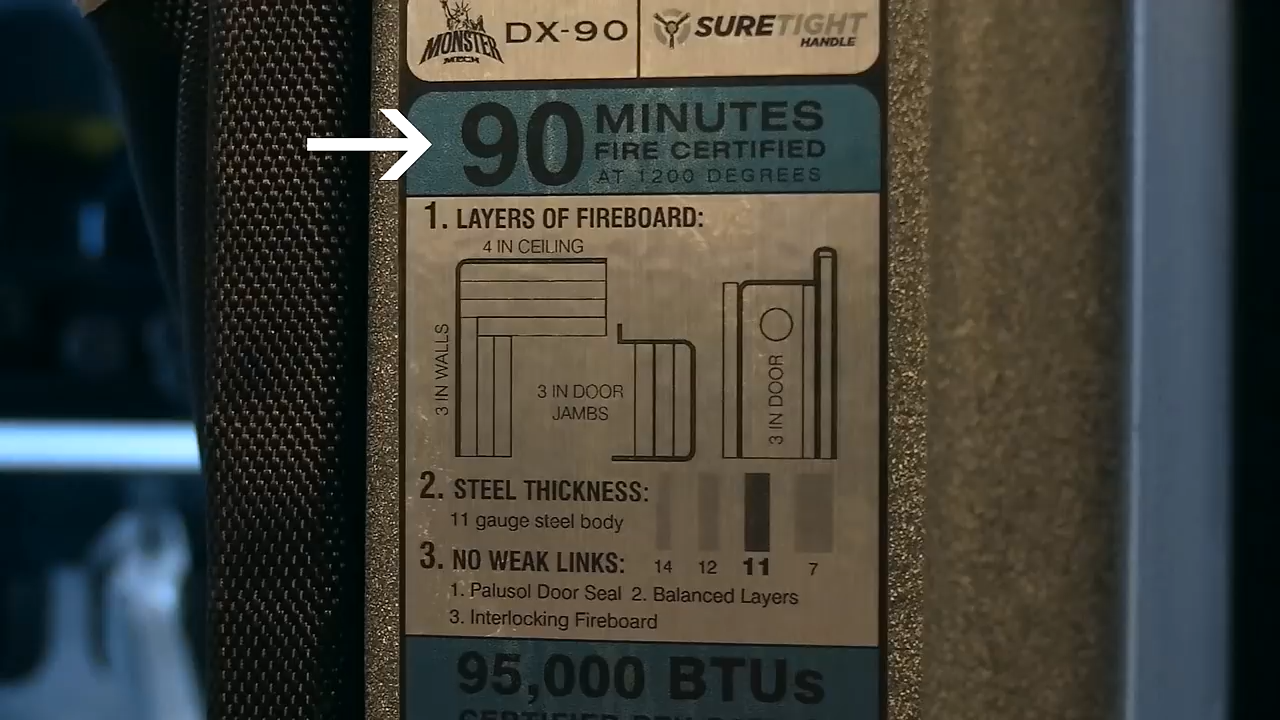 MONSTER
MECH
DX-90
SURETIGHT
HANDLE
90 MINUTES
FIRE CERTIFIED
AT 1200 DEGREES
1. LAYERS OF FIREBOARD:
4 IN CEILING
3 IN WALLS
3 IN DOOR
JAMBS
3 IN DOOR
2. STEEL THICKNESS:
11 gauge steel body
14 12 11 7
3. NO WEAK LINKS:
1. Palusol Door Seal 2. Balanced Layers
3. Interlocking Fireboard
95,000 BTUs
CERTIFIED